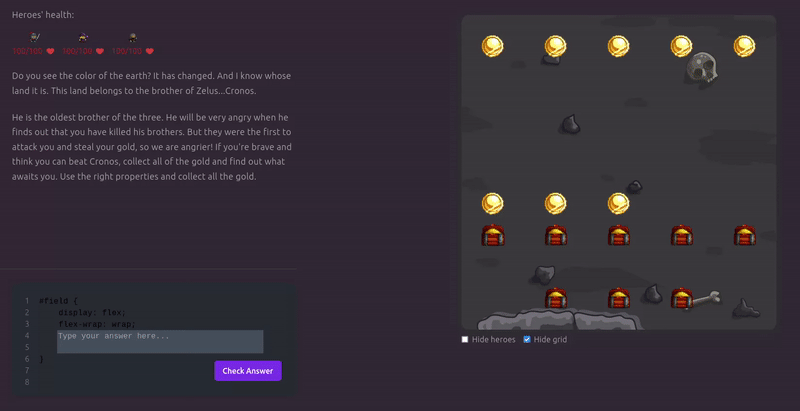 Heroes' health:
100/100 100/100 100/100
Do you see the color of the earth? It has changed. And I know whose
land it is. This land belongs to the brother of Zelus...Cronos.
He is the oldest brother of the three. He will be very angry when he
finds out that you have killed his brothers. But they were the first to
attack you and steal your gold, so we are angrier! If you're brave and
think you can beat Cronos, collect all of the gold and find out what
awaits you. Use the right properties and collect all the gold.
1 #field {
2 display: flex;
3 flex-wrap: wrap;
4 Type your answer here...
5
6 }
7
8
Check Answer
Hide heroes Hide grid